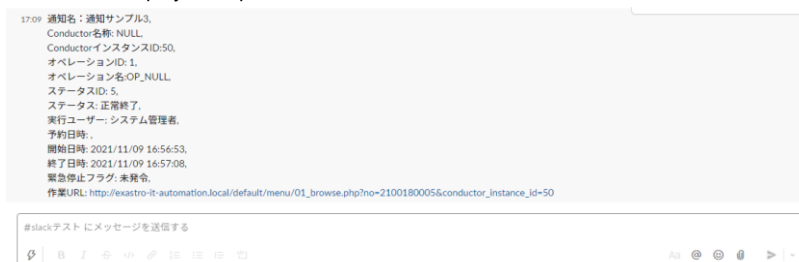 17:09 通知名：通知サンプル3,
Conductor名称: NULL,
ConductorインスタンスID:50,
オペレーションID: 1,
オペレーション名:OP_NULL,
ステータスID: 5,
ステータス: 正常終了,
実行ユーザー: システム管理者,
予約日時: ,
開始日時: 2021/11/09 16:56:53,
終了日時: 2021/11/09 16:57:08,
緊急停止フラグ: 未発令,
作業URL: http://exastro-it-automation.local/default/menu/01_browse.php?no=2100180005&conductor_instance_id=50
#slackテスト にメッセージを送信する
B I Aa @